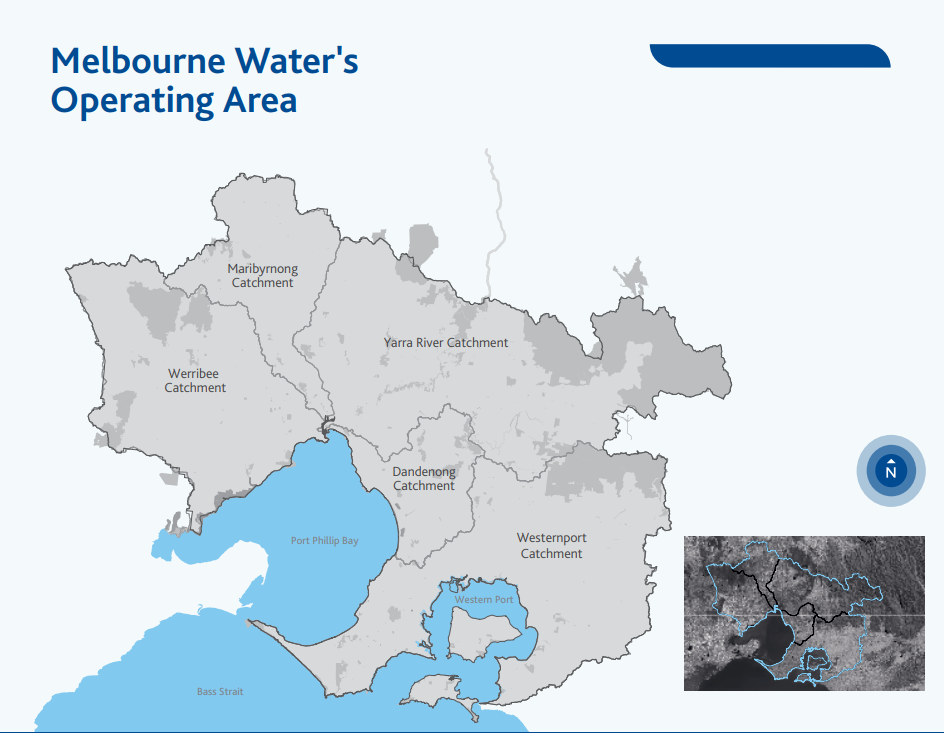 Melbourne Water's
Operating Area
Maribyrnong
Catchment
Yarra River Catchment
Werribee
Catchment
Dandenong
Catchment
N
Port Phillip Bay
Westernport
Catchment
Western Port
Bass Strait